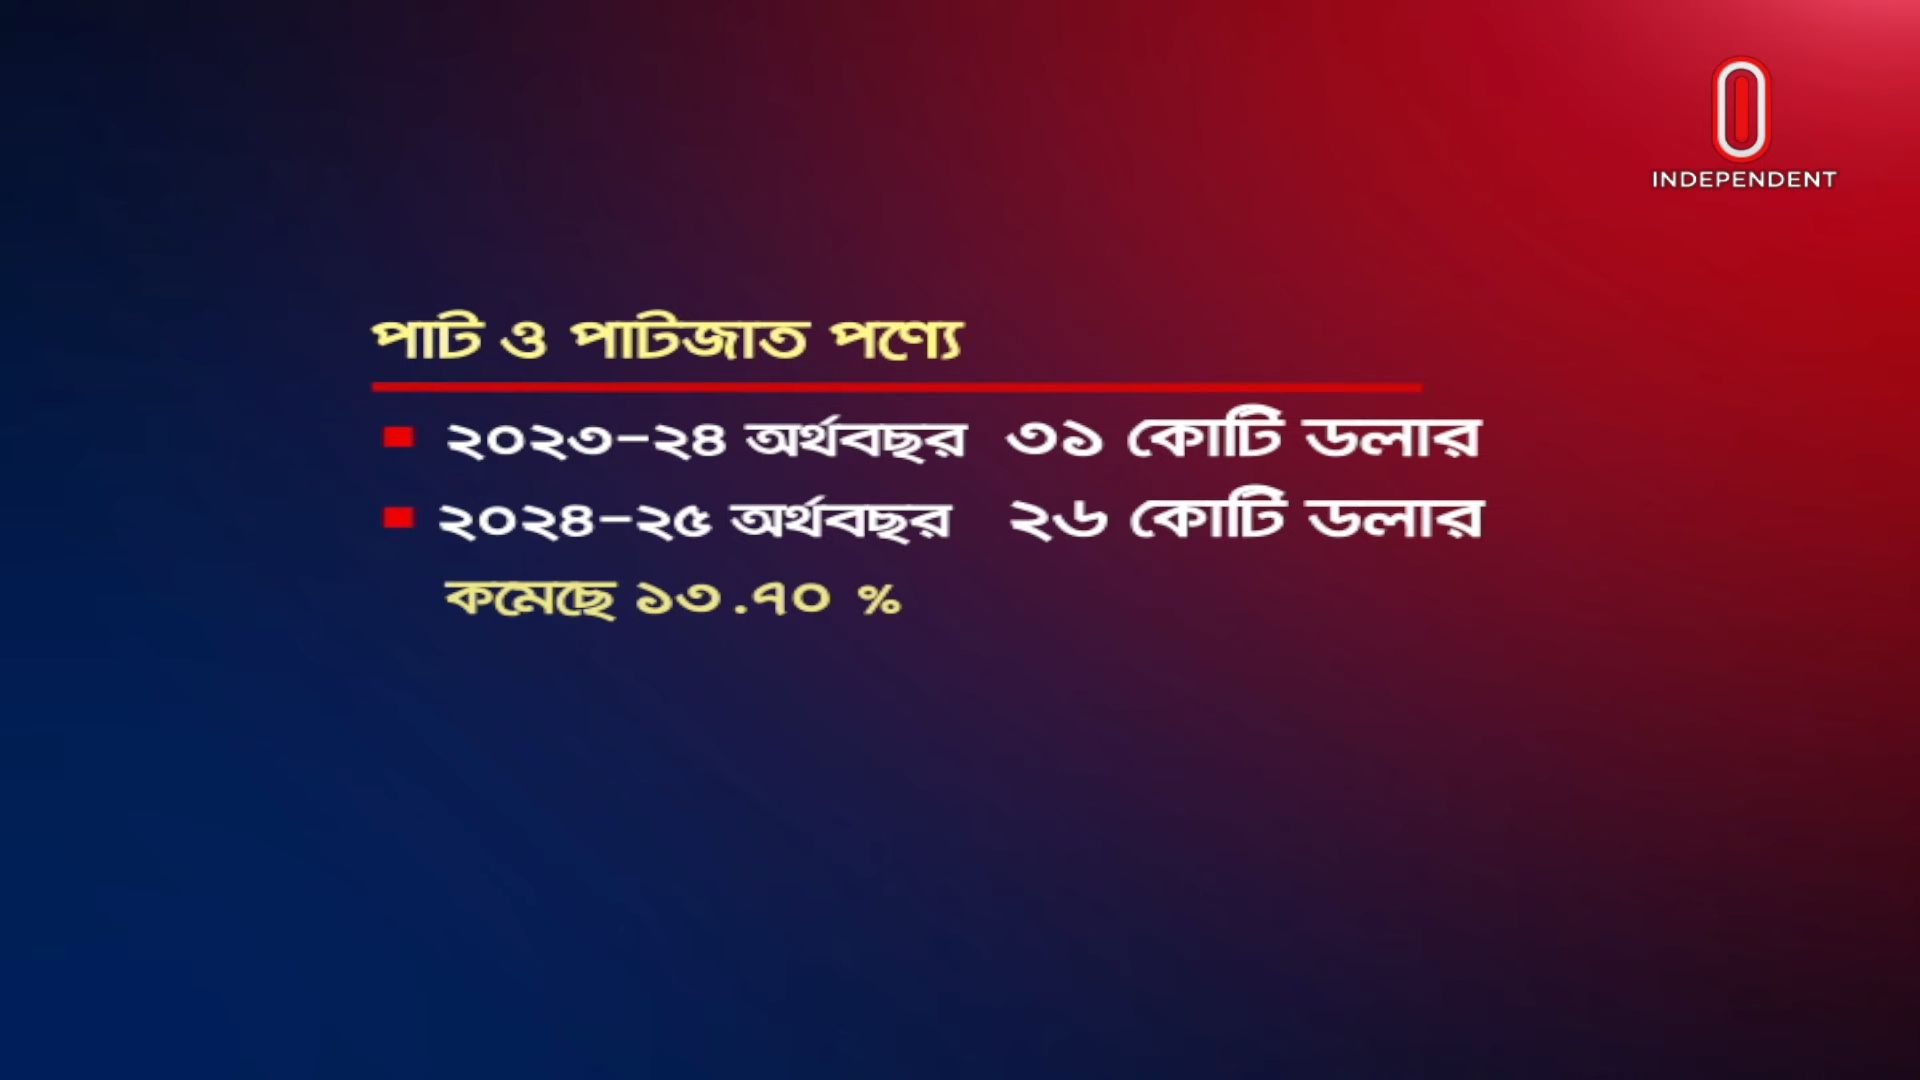 INDEPENDENT
পাট ও পাটজাত পণ্যে
২০২৩-২৪ অর্থবছর ৩১ কোটি ডলার
২০২৪-২৫ অর্থবছর ২৬ কোটি ডলার
কমেছে ১৩.৭০ %